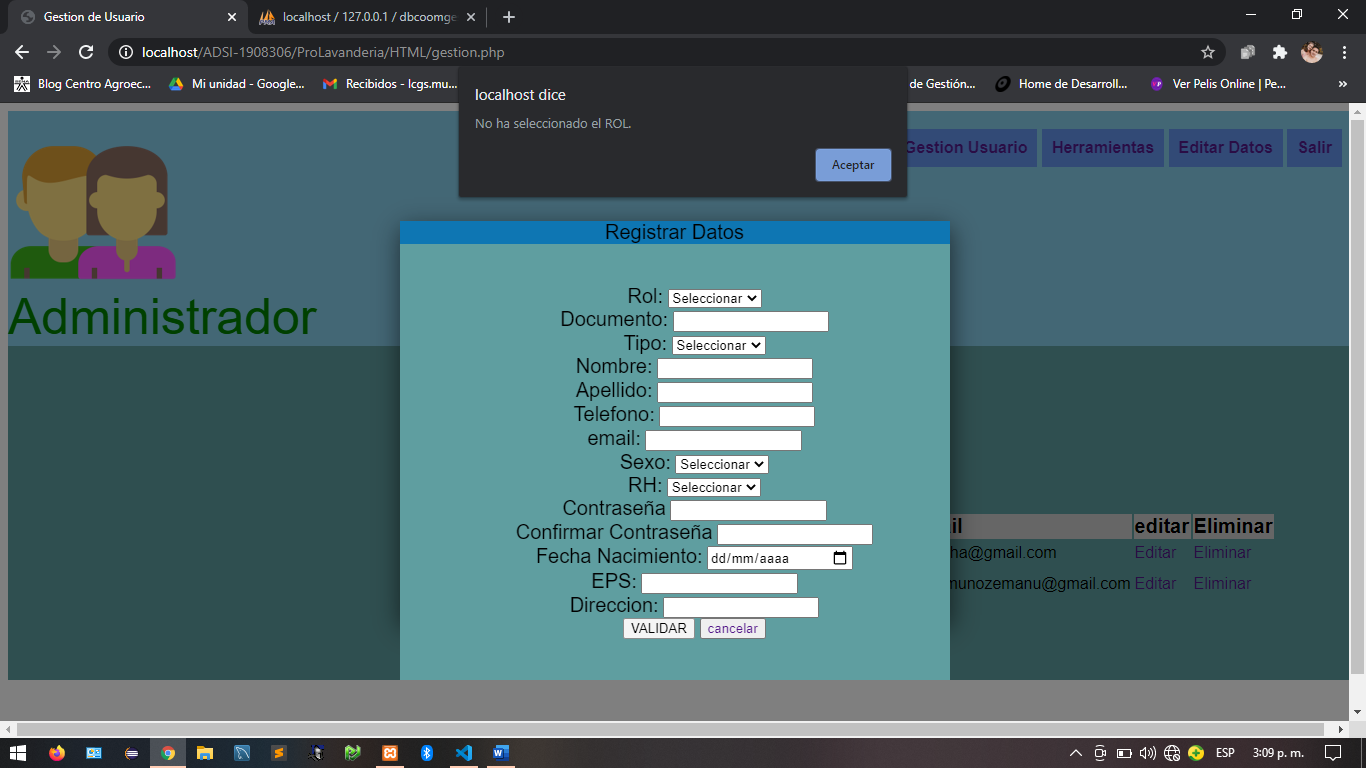 Gestion de Usuario
localhost / 127.0.0.1 / dbcoomge
localhost/ADSI-1908306/ProLavanderia/HTML/gestion.php
Blog Centro Agroec... Mi unidad - Google... Recibidos - lcgs.mu... de Gestión... Home de Desarroll... Ver Pelis Online | Pe...
localhost dice
No ha seleccionado el ROL.
Aceptar
Gestion Usuario Herramientas Editar Datos Salir
Administrador
Registrar Datos
Rol: Seleccionar
Documento:
Tipo: Seleccionar
Nombre:
Apellido:
Telefono:
email:
Sexo: Seleccionar
RH: Seleccionar
Contraseña
Confirmar Contraseña
Fecha Nacimiento: dd/mm/aaaa
EPS:
Direccion:
VALIDAR cancelar
il editar Eliminar
ha@gmail.com Editar Eliminar
munozemanu@gmail.com Editar Eliminar
ESP 3:09 p. m.